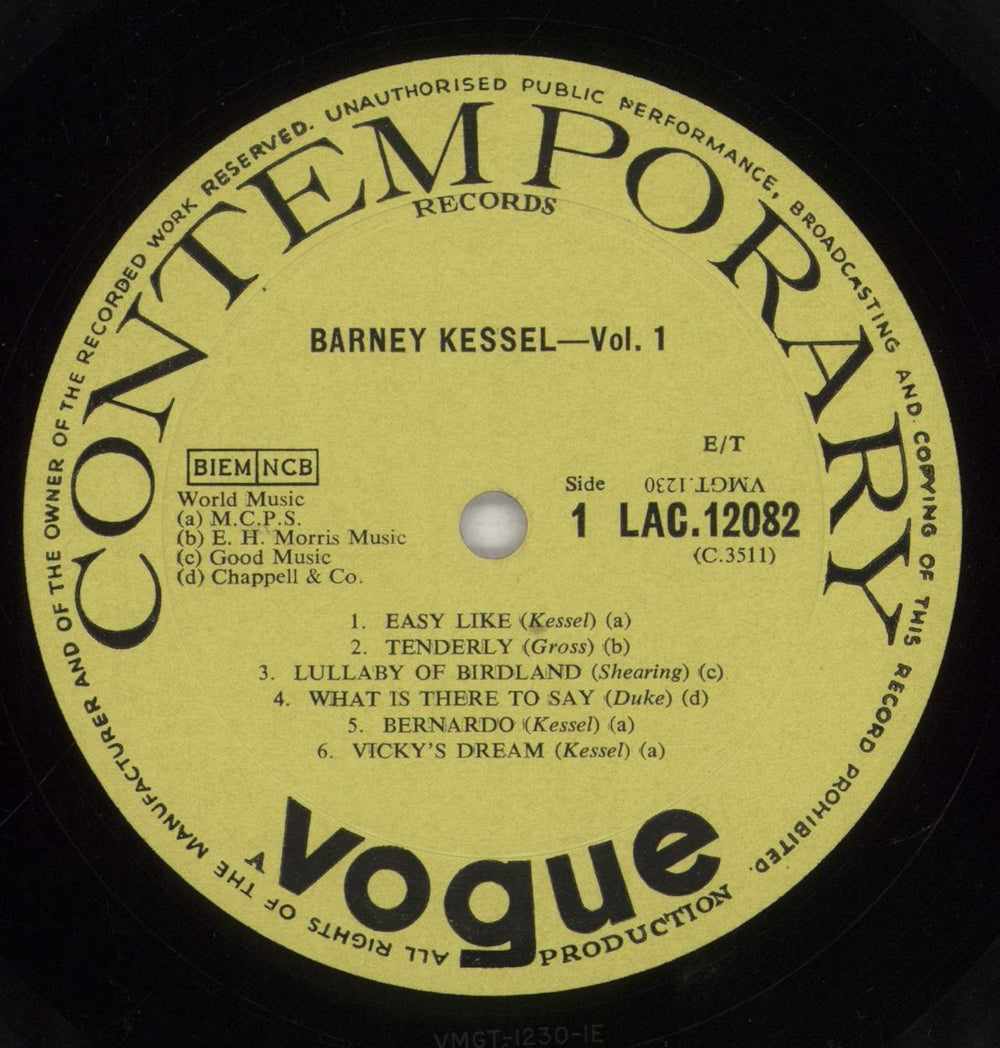 ALL RIGHTS OF THE MANUFACTURER AND OF THE OWNER OF THE RECORDED WORK RESERVED. UNAUTHORISED PUBLIC PERFORMANCE, BROADCASTING AND COPYING OF THIS RECORD PROHIBITED.
CONTEMPORARY
RECORDS
BARNEY KESSEL—Vol. 1
E/T
BIEM NCB
World Music
(a) M.C.P.S.
(b) E. H. Morris Music
(c) Good Music
(d) Chappell & Co.
Side VMGT.1230
1 LAC.12082
(C.3511)
1. EASY LIKE (Kessel) (a)
2. TENDERLY (Gross) (b)
3. LULLABY OF BIRDLAND (Shearing) (c)
4. WHAT IS THERE TO SAY (Duke) (d)
5. BERNARDO (Kessel) (a)
6. VICKY'S DREAM (Kessel) (a)
A vogue PRODUCTION
VMGT-1230-1E